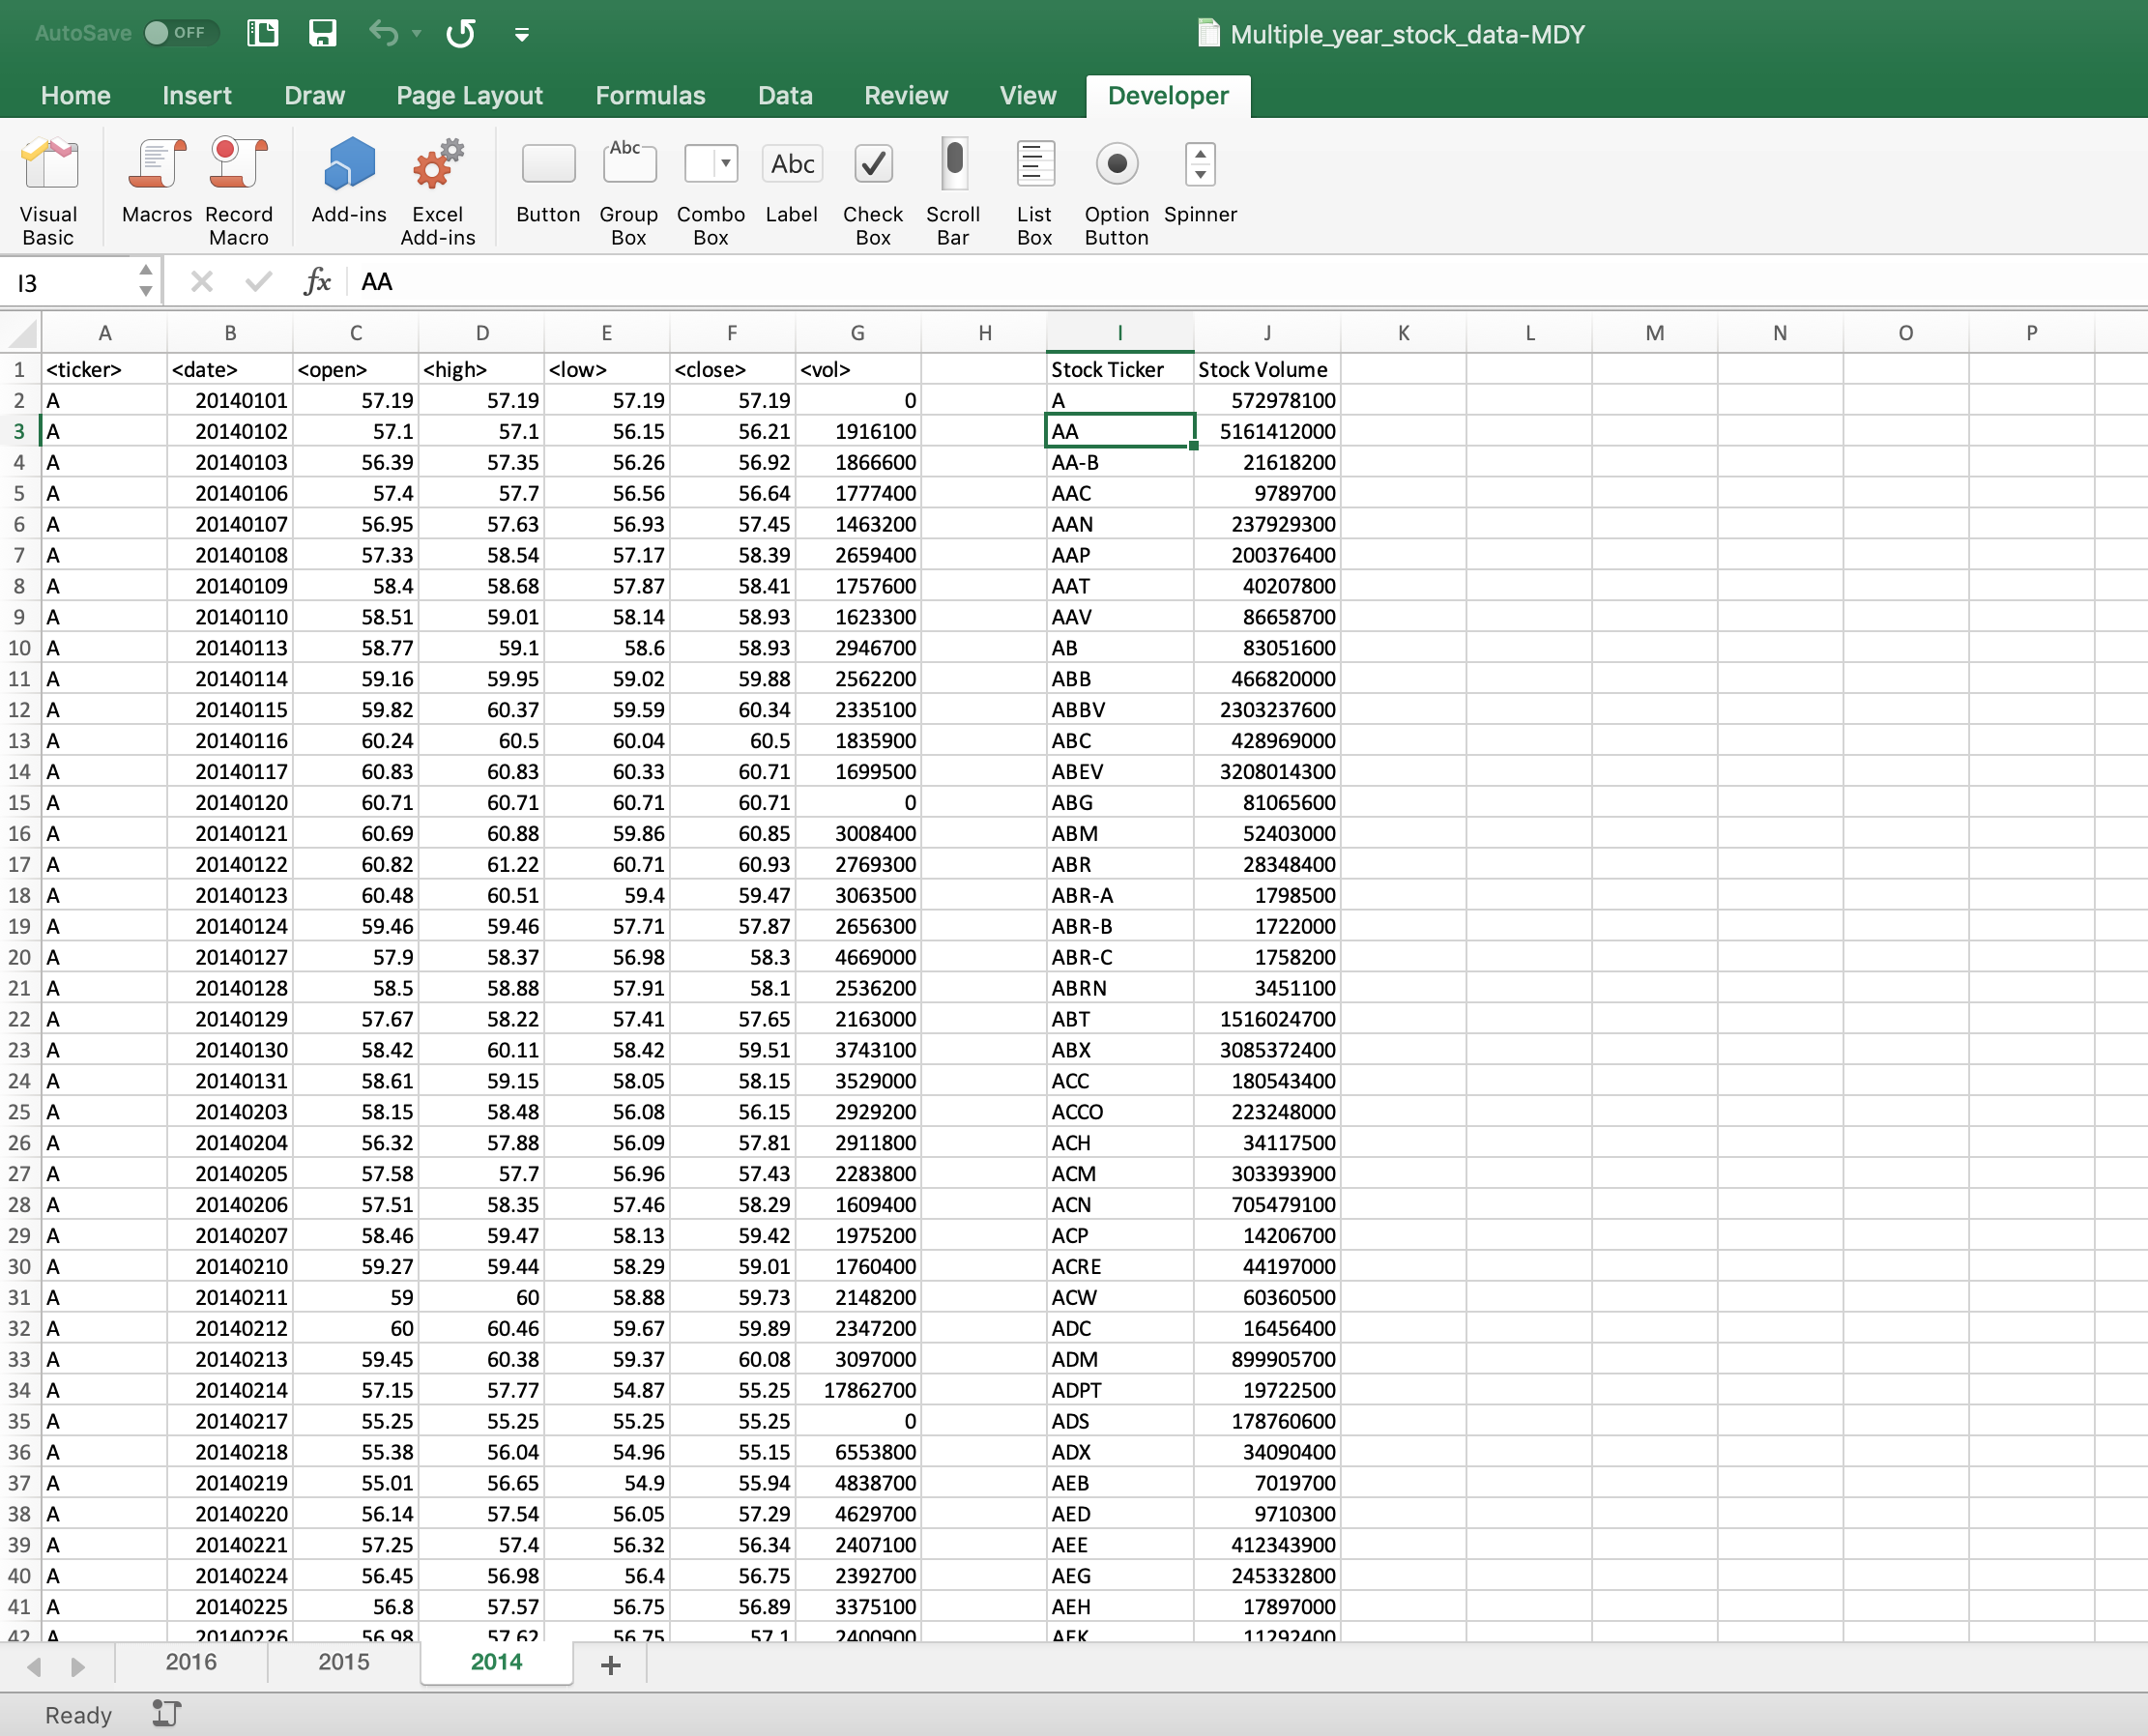 AutoSave OFF Multiple_year_stock_data-MDY
Home Insert Draw Page Layout Formulas Data Review View Developer
Abc Abc
Visual Basic Macros Record Macro Add-ins Excel Add-ins Button Group Box Combo Box Label Check Box Scroll Bar List Box Option Button Spinner
I3 fx AA
A B C D E F G H I J K L M N O P
1 <ticker> <date> <open> <high> <low> <close> <vol> Stock Ticker Stock Volume
2 A 20140101 57.19 57.19 57.19 57.19 0 A 572978100
3 A 20140102 57.1 57.1 56.15 56.21 1916100 AA 5161412000
4 A 20140103 56.39 57.35 56.26 56.92 1866600 AA-B 21618200
5 A 20140106 57.4 57.7 56.56 56.64 1777400 AAC 9789700
6 A 20140107 56.95 57.63 56.93 57.45 1463200 AAN 237929300
7 A 20140108 57.33 58.54 57.17 58.39 2659400 AAP 200376400
8 A 20140109 58.4 58.68 57.87 58.41 1757600 AAT 40207800
9 A 20140110 58.51 59.01 58.14 58.93 1623300 AAV 86658700
10 A 20140113 58.77 59.1 58.6 58.93 2946700 AB 83051600
11 A 20140114 59.16 59.95 59.02 59.88 2562200 ABB 466820000
12 A 20140115 59.82 60.37 59.59 60.34 2335100 ABBV 2303237600
13 A 20140116 60.24 60.5 60.04 60.5 1835900 ABC 428969000
14 A 20140117 60.83 60.83 60.33 60.71 1699500 ABEV 3208014300
15 A 20140120 60.71 60.71 60.71 60.71 0 ABG 81065600
16 A 20140121 60.69 60.88 59.86 60.85 3008400 ABM 52403000
17 A 20140122 60.82 61.22 60.71 60.93 2769300 ABR 28348400
18 A 20140123 60.48 60.51 59.4 59.47 3063500 ABR-A 1798500
19 A 20140124 59.46 59.46 57.71 57.87 2656300 ABR-B 1722000
20 A 20140127 57.9 58.37 56.98 58.3 4669000 ABR-C 1758200
21 A 20140128 58.5 58.88 57.91 58.1 2536200 ABRN 3451100
22 A 20140129 57.67 58.22 57.41 57.65 2163000 ABT 1516024700
23 A 20140130 58.42 60.11 58.42 59.51 3743100 ABX 3085372400
24 A 20140131 58.61 59.15 58.05 58.15 3529000 ACC 180543400
25 A 20140203 58.15 58.48 56.08 56.15 2929200 ACCO 223248000
26 A 20140204 56.32 57.88 56.09 57.81 2911800 ACH 34117500
27 A 20140205 57.58 57.7 56.96 57.43 2283800 ACM 303393900
28 A 20140206 57.51 58.35 57.46 58.29 1609400 ACN 705479100
29 A 20140207 58.46 59.47 58.13 59.42 1975200 ACP 14206700
30 A 20140210 59.27 59.44 58.29 59.01 1760400 ACRE 44197000
31 A 20140211 59 60 58.88 59.73 2148200 ACW 60360500
32 A 20140212 60 60.46 59.67 59.89 2347200 ADC 16456400
33 A 20140213 59.45 60.38 59.37 60.08 3097000 ADM 899905700
34 A 20140214 57.15 57.77 54.87 55.25 17862700 ADPT 19722500
35 A 20140217 55.25 55.25 55.25 55.25 0 ADS 178760600
36 A 20140218 55.38 56.04 54.96 55.15 6553800 ADX 34090400
37 A 20140219 55.01 56.65 54.9 55.94 4838700 AEB 7019700
38 A 20140220 56.14 57.54 56.05 57.29 4629700 AED 9710300
39 A 20140221 57.25 57.4 56.32 56.34 2407100 AEE 412343900
40 A 20140224 56.45 56.98 56.4 56.75 2392700 AEG 245332800
41 A 20140225 56.8 57.57 56.75 56.89 3375100 AEH 17897000
42 A 20140226 56.98 57.62 56.75 57.1 2400900 AEK 11292400
2016 2015 2014 +
Ready